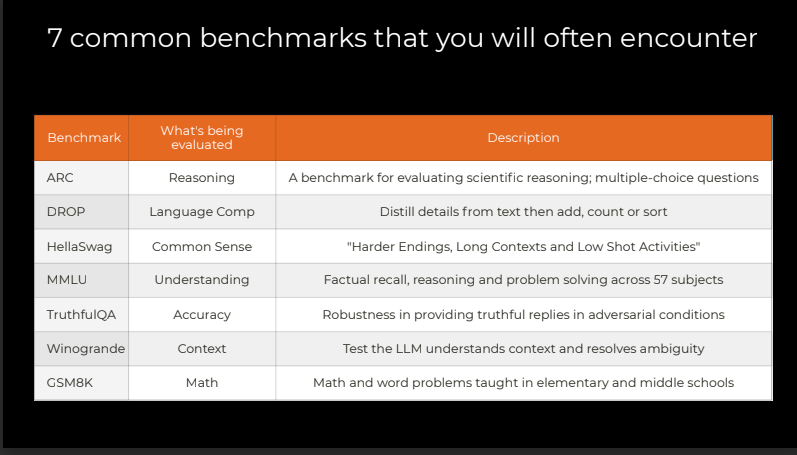 7 common benchmarks that you will often encounter
Benchmark What's being evaluated Description
ARC Reasoning A benchmark for evaluating scientific reasoning; multiple-choice questions
DROP Language Comp Distill details from text then add, count or sort
HellaSwag Common Sense "Harder Endings, Long Contexts and Low Shot Activities"
MMLU Understanding Factual recall, reasoning and problem solving across 57 subjects
TruthfulQA Accuracy Robustness in providing truthful replies in adversarial conditions
Winogrande Context Test the LLM understands context and resolves ambiguity
GSM8K Math Math and word problems taught in elementary and middle schools